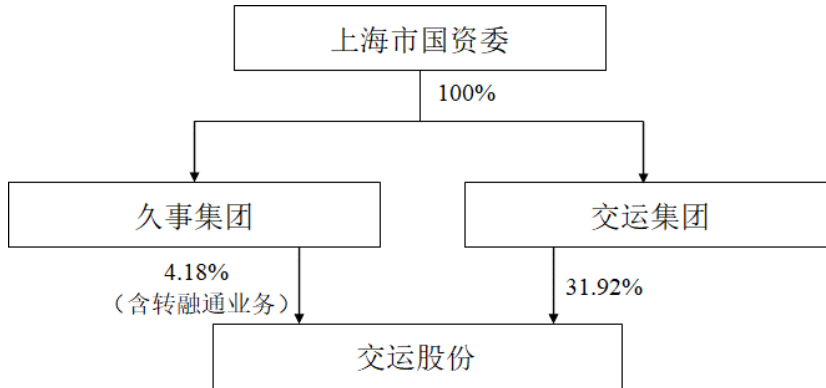 上海市国资委
100%
久事集团
交运集团
4.18%
（含转融通业务）
31.92%
交运股份